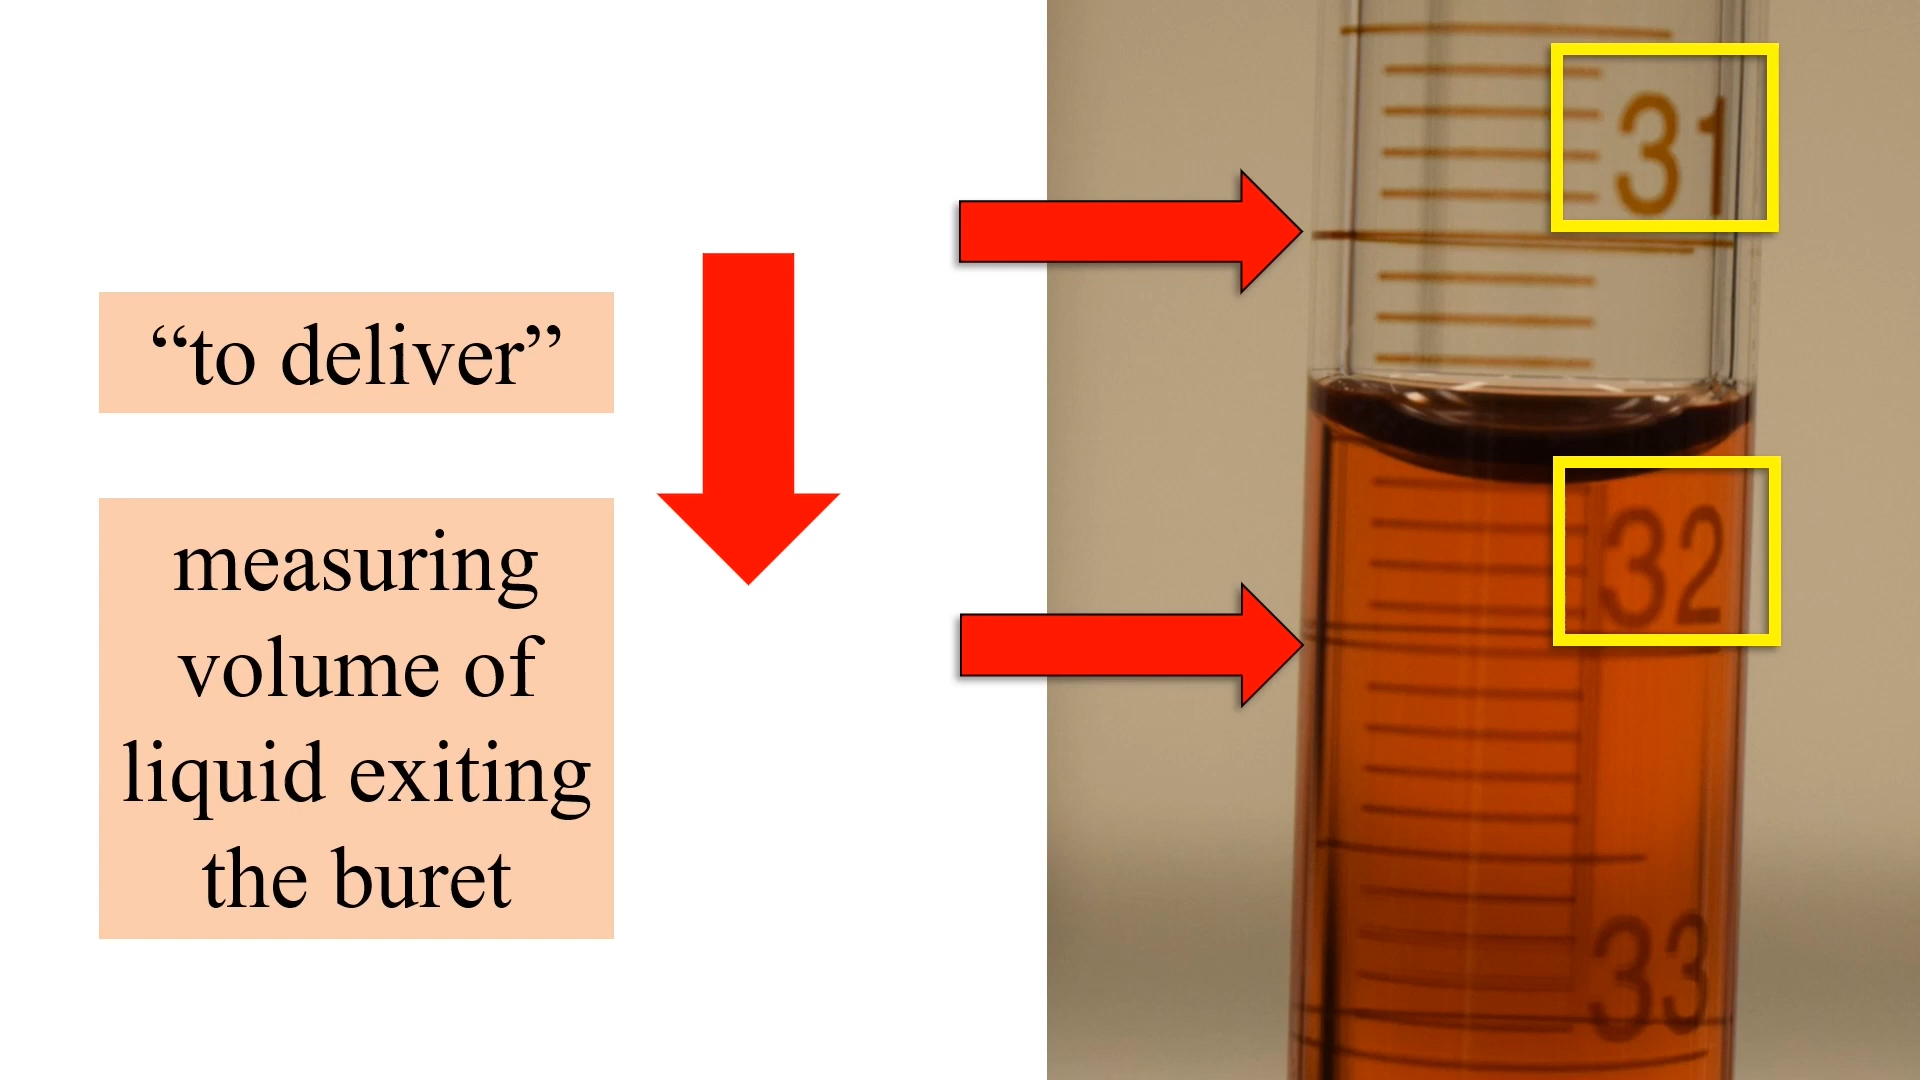 “to deliver”
measuring
volume of
liquid exiting
the buret
31
32
33